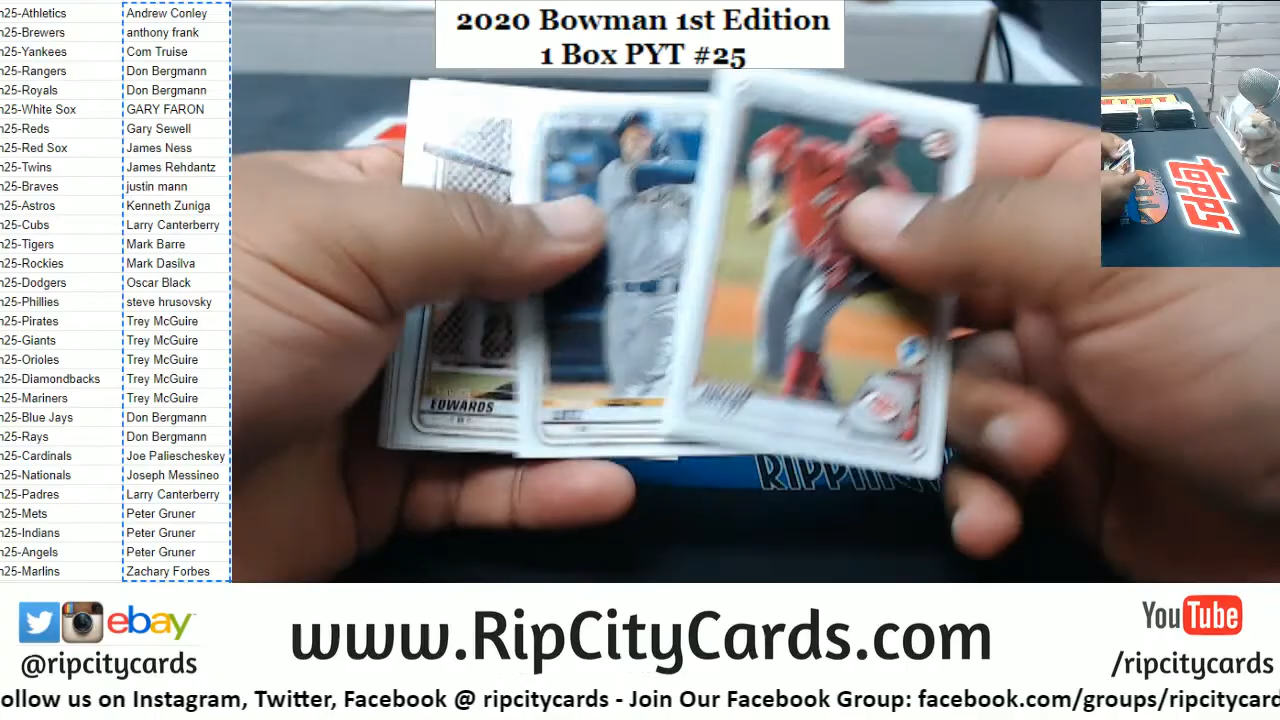 2020 Bowman 1st Edition
1 Box PYT #25
n25-Athletics Andrew Conley
n25-Brewers anthony frank
n25-Yankees Com Truise
n25-Rangers Don Bergmann
n25-Royals Don Bergmann
n25-White Sox GARY FARON
n25-Reds Gary Sewell
n25-Red Sox James Ness
n25-Twins James Rehdantz
n25-Braves justin mann
n25-Astros Kenneth Zuniga
n25-Cubs Larry Canterberry
n25-Tigers Mark Barre
n25-Rockies Mark Dasilva
n25-Dodgers Oscar Black
n25-Phillies steve hrusovsky
n25-Pirates Trey McGuire
n25-Giants Trey McGuire
n25-Orioles Trey McGuire
n25-Diamondbacks Trey McGuire
n25-Mariners Trey McGuire
n25-Blue Jays Don Bergmann
n25-Rays Don Bergmann
n25-Cardinals Joe Paliescheskey
n25-Nationals Joseph Messineo
n25-Padres Larry Canterberry
n25-Mets Peter Gruner
n25-Indians Peter Gruner
n25-Angels Peter Gruner
n25-Marlins Zachary Forbes
EDWARDS
RIPPIN
topps
ebay
@ripcitycards
www.RipCityCards.com
YouTube
/ripcitycards
ollow us on Instagram, Twitter, Facebook @ ripcitycards - Join Our Facebook Group: facebook.com/groups/ripcitycard